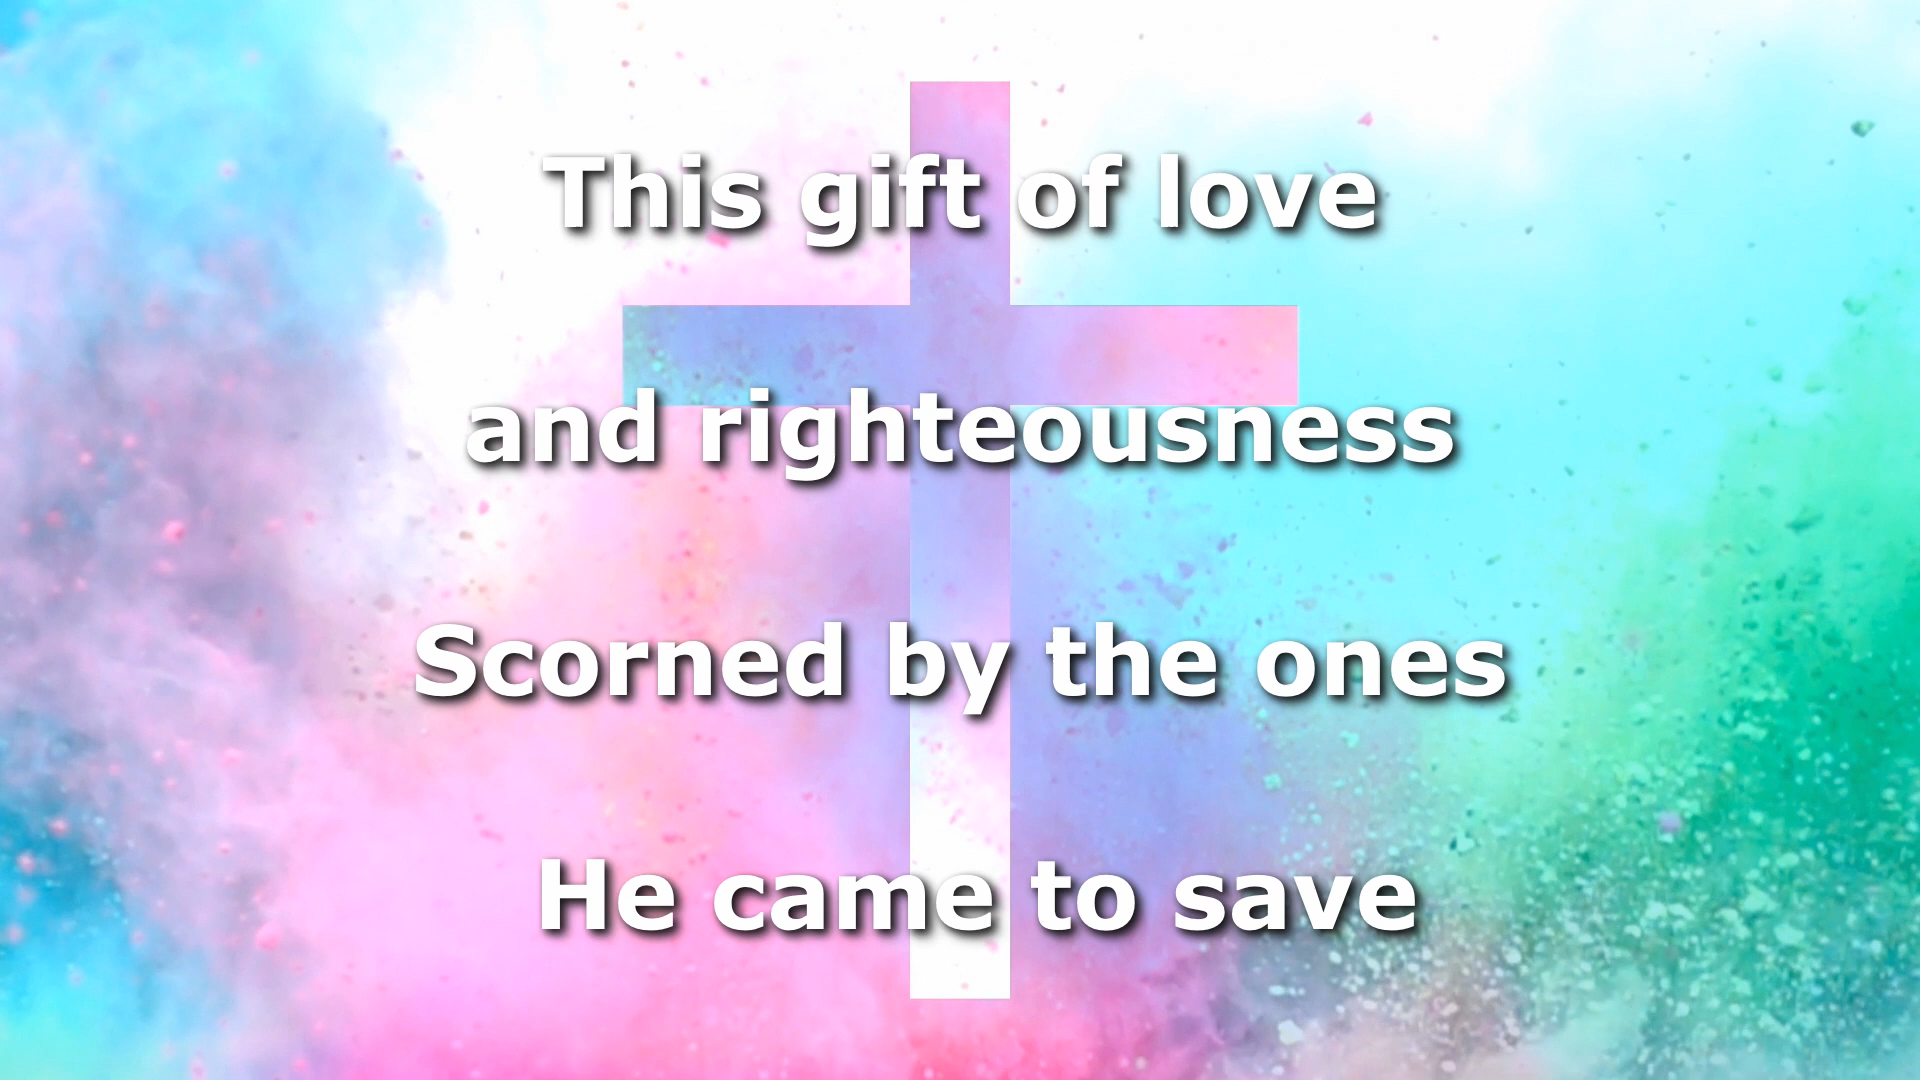 This gift of love
and righteousness
Scorned by the ones
He came to save